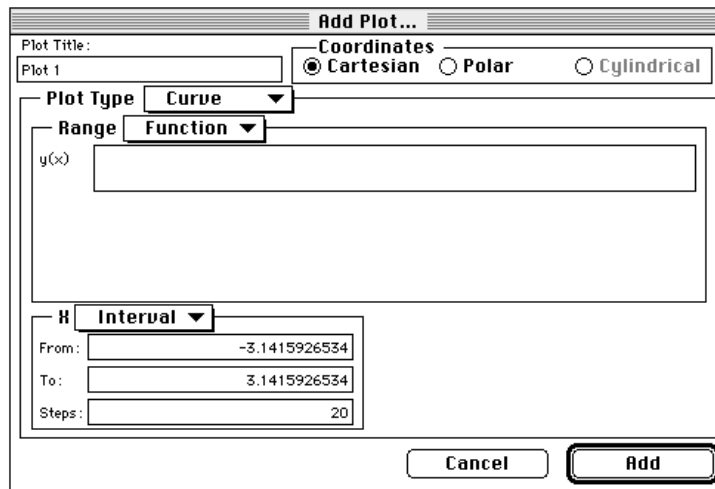 Add Plot...
Plot Title:
Plot 1
Coordinates
Cartesian Polar Cylindrical
Plot Type Curve
Range Function
y(x)
X Interval
From: -3.1415926534
To: 3.1415926534
Steps: 20
Cancel Add